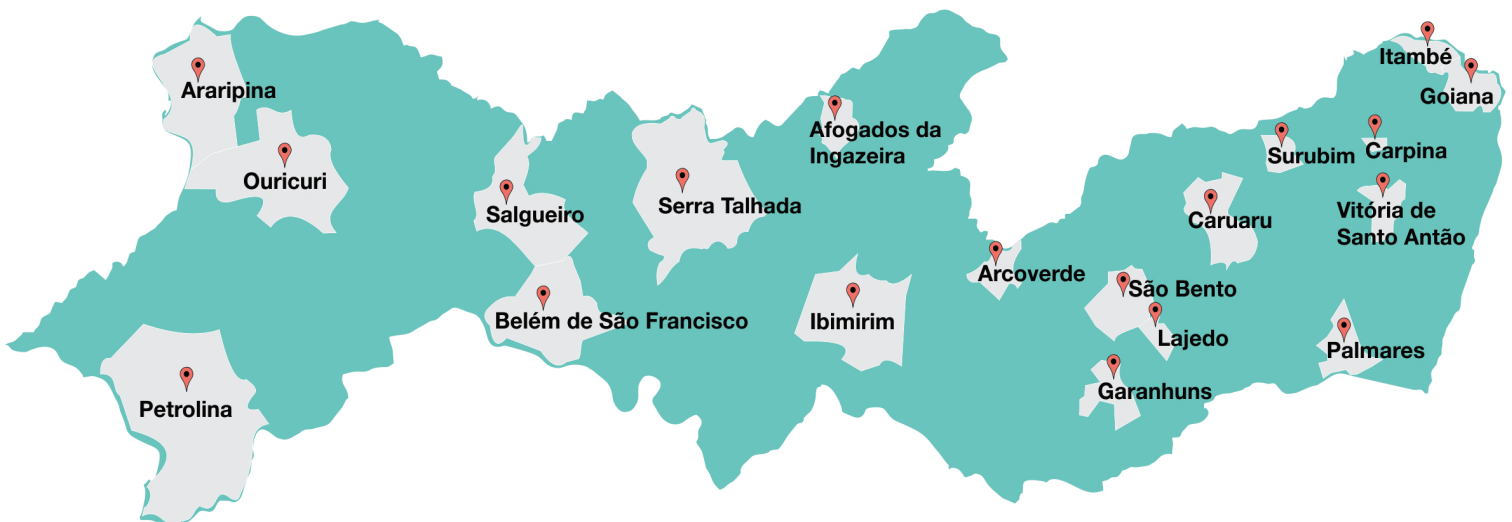 Itambé
Araripina
Goiana
Afogados da
Ingazeira
Surubim
Carpina
Ouricuri
Salgueiro
Serra Talhada
Caruaru
Vitória de
Santo Antão
Arcoverde
São Bento
Belém de São Francisco
Ibimirim
Lajedo
Palmares
Petrolina
Garanhuns